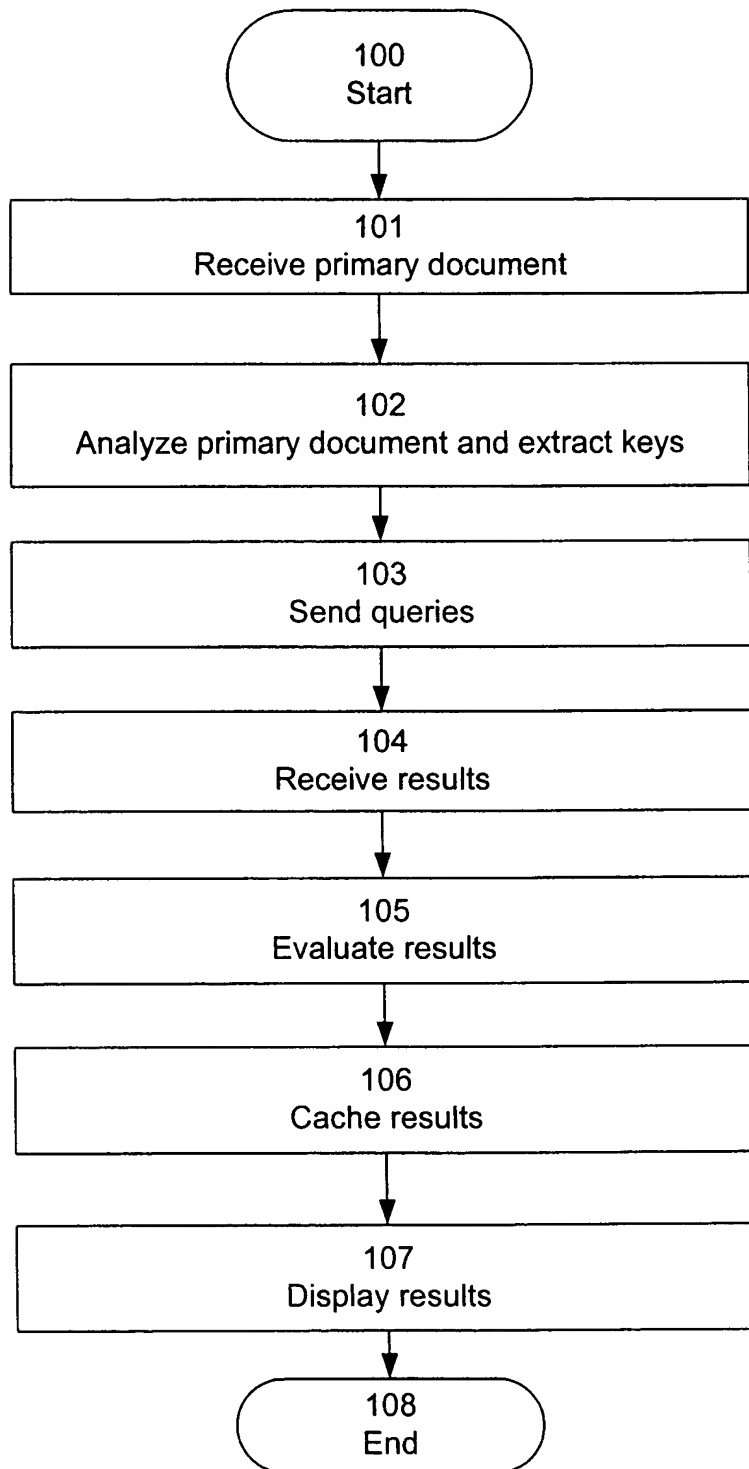 100
Start
101
Receive primary document
102
Analyze primary document and extract keys
103
Send queries
104
Receive results
105
Evaluate results
106
Cache results
107
Display results
108
End